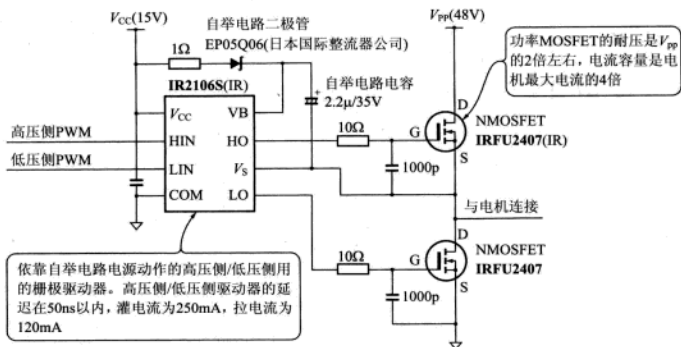 VCC(15V)
自举电路二极管
EP05Q06(日本国际整流器公司)
1Ω
IR2106S(IR)
VCC
VB
HIN
HO
LIN
VS
COM
LO
高压侧PWM
低压侧PWM
自举电路电容
2.2μ/35V
+
VPP(48V)
功率MOSFET的耐压是Vpp
的2倍左右，电流容量是电
机最大电流的4倍
10Ω
G
D
S
NMOSFET
IRFU2407(IR)
1000p
与电机连接
10Ω
G
D
S
NMOSFET
IRFU2407
1000p
依靠自举电路电源动作的高压侧/低压侧用
的栅极驱动器。高压侧/低压侧驱动器的延
迟在50ns以内，灌电流为250mA，拉电流为
120mA